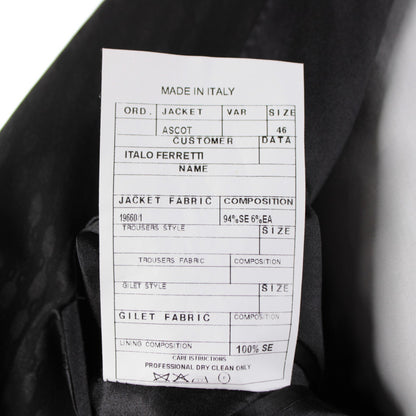 MADE IN ITALY
ORD. JACKET VAR SIZE
ASCOT 46
CUSTOMER DATA
ITALO FERRETTI
NAME
JACKET FABRIC COMPOSITION
19660/1 94%SE 6%EA
TROUSERS STYLE
TROUSERS FABRIC COMPOSITION
GILET STYLE SIZE
GILET FABRIC COMPOSITION
LINING COMPOSITION 100% SE
CARE ISTRUCTIONS
PROFESSIONAL DRY CLEAN ONLY